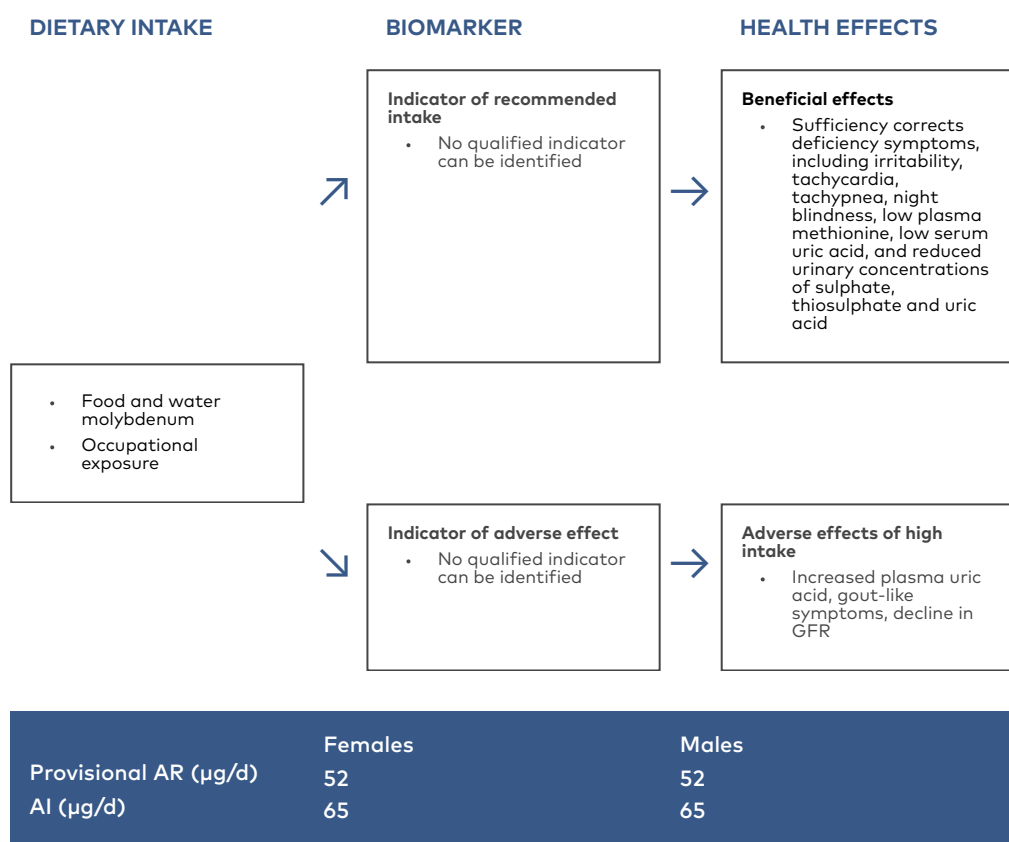 DIETARY INTAKE
BIOMARKER
HEALTH EFFECTS
Indicator of recommended
intake
• No qualified indicator
can be identified
Beneficial effects
• Sufficiency corrects
deficiency symptoms,
including irritability,
tachycardia,
tachypnea, night
blindness, low plasma
methionine, low serum
uric acid, and reduced
urinary concentrations
of sulphate,
thiosulphate and uric
acid
• Food and water
molybdenum
• Occupational
exposure
Indicator of adverse effect
• No qualified indicator
can be identified
Adverse effects of high
intake
• Increased plasma uric
acid, gout-like
symptoms, decline in
GFR
Females Males
Provisional AR (µg/d) 52 52
AI (µg/d) 65 65